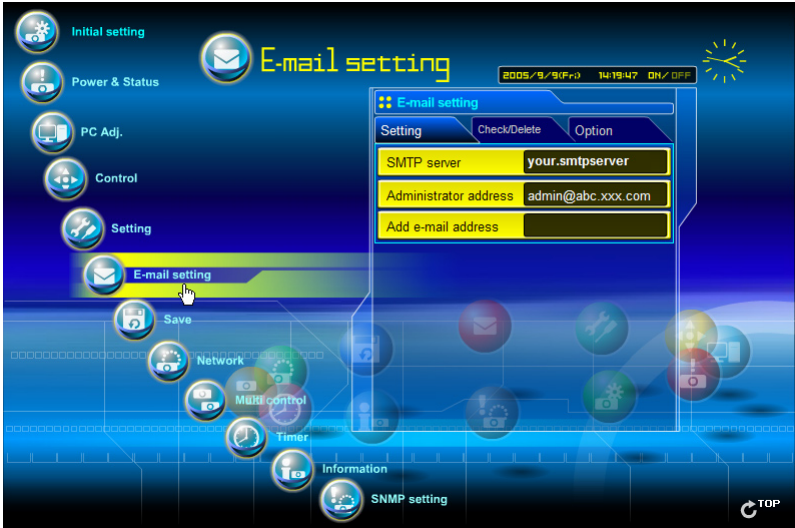 Initial setting
Power & Status
PC Adj.
Control
Setting
E-mail setting
Save
Network
Multi control
Timer
Information
SNMP setting
E-mail setting
2005/9/9(Fri) 14:19:47 ON/OFF
E-mail setting
Setting Check/Delete Option
SMTP server your.smtpserver
Administrator address admin@abc.xxx.com
Add e-mail address
TOP